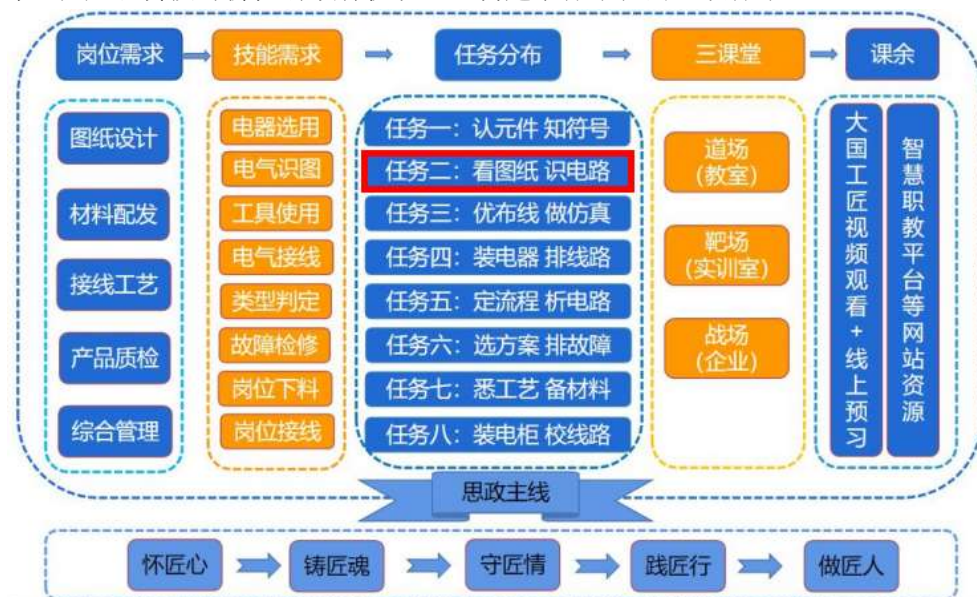 岗位需求
技能需求
任务分布
三课堂
课余
图纸设计
材料配发
接线工艺
产品质检
综合管理
电器选用
电气识图
工具使用
电气接线
类型判定
故障检修
岗位下料
岗位接线
任务一：认元件 知符号
任务二：看图纸 识电路
任务三：优布线 做仿真
任务四：装电器 排线路
任务五：定流程 析电路
任务六：选方案 排故障
任务七：悉工艺 备材料
任务八：装电柜 校线路
道场
(教室)
靶场
(实训室)
战场
(企业)
大国工匠视频观看+线上预习
智慧职教平台等网站资源
思政主线
怀匠心
铸匠魂
守匠情
践匠行
做匠人